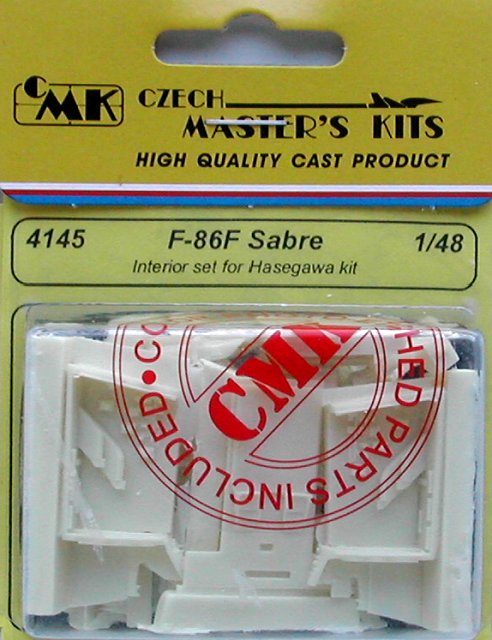 CMK CZECH
MASTER'S KITS
HIGH QUALITY CAST PRODUCT
4145 F-86F Sabre 1/48
Interior set for Hasegawa kit
CMK
HED PARTS INCLUDED • CO